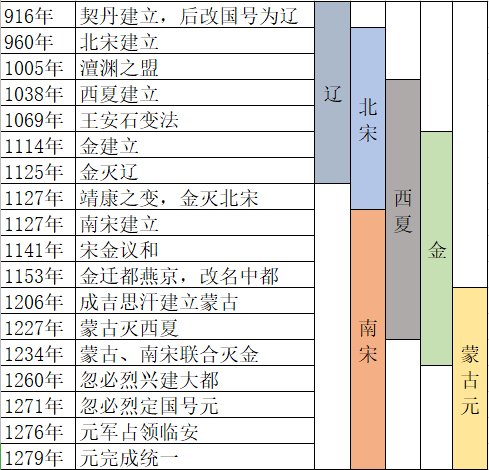 916年 契丹建立，后改国号为辽
960年 北宋建立
1005年 澶渊之盟
1038年 西夏建立
1069年 王安石变法
1114年 金建立
1125年 金灭辽
1127年 靖康之变，金灭北宋
1127年 南宋建立
1141年 宋金议和
1153年 金迁都燕京，改名中都
1206年 成吉思汗建立蒙古
1227年 蒙古灭西夏
1234年 蒙古、南宋联合灭金
1260年 忽必烈兴建大都
1271年 忽必烈定国号元
1276年 元军占领临安
1279年 元完成统一
辽
北宋
南宋
西夏
金
蒙古元